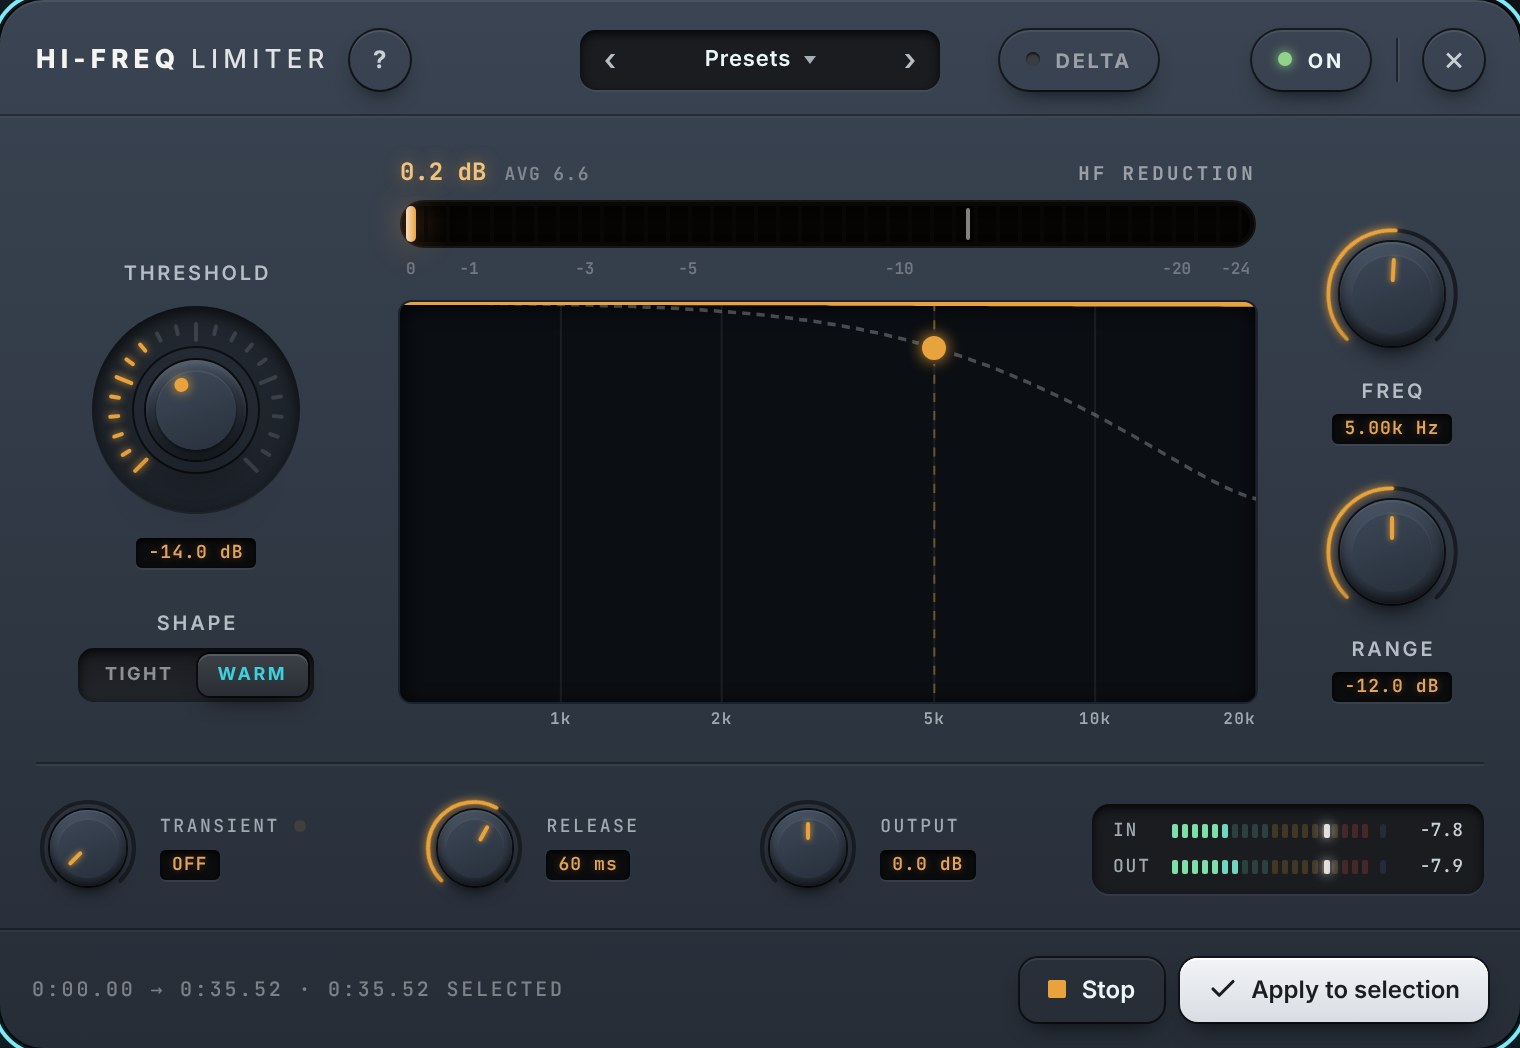 HI-FREQ LIMITER ? ‹ Presets › DELTA ON ✕
0.2 dB AVG 6.6 HF REDUCTION
0 -1 -3 -5 -10 -20 -24
THRESHOLD
-14.0 dB
SHAPE
TIGHT WARM
1k 2k 5k 10k 20k
FREQ
5.00k Hz
RANGE
-12.0 dB
TRANSIENT
OFF
RELEASE
60 ms
OUTPUT
0.0 dB
IN -7.8
OUT -7.9
0:00.00 → 0:35.52 · 0:35.52 SELECTED
Stop
Apply to selection